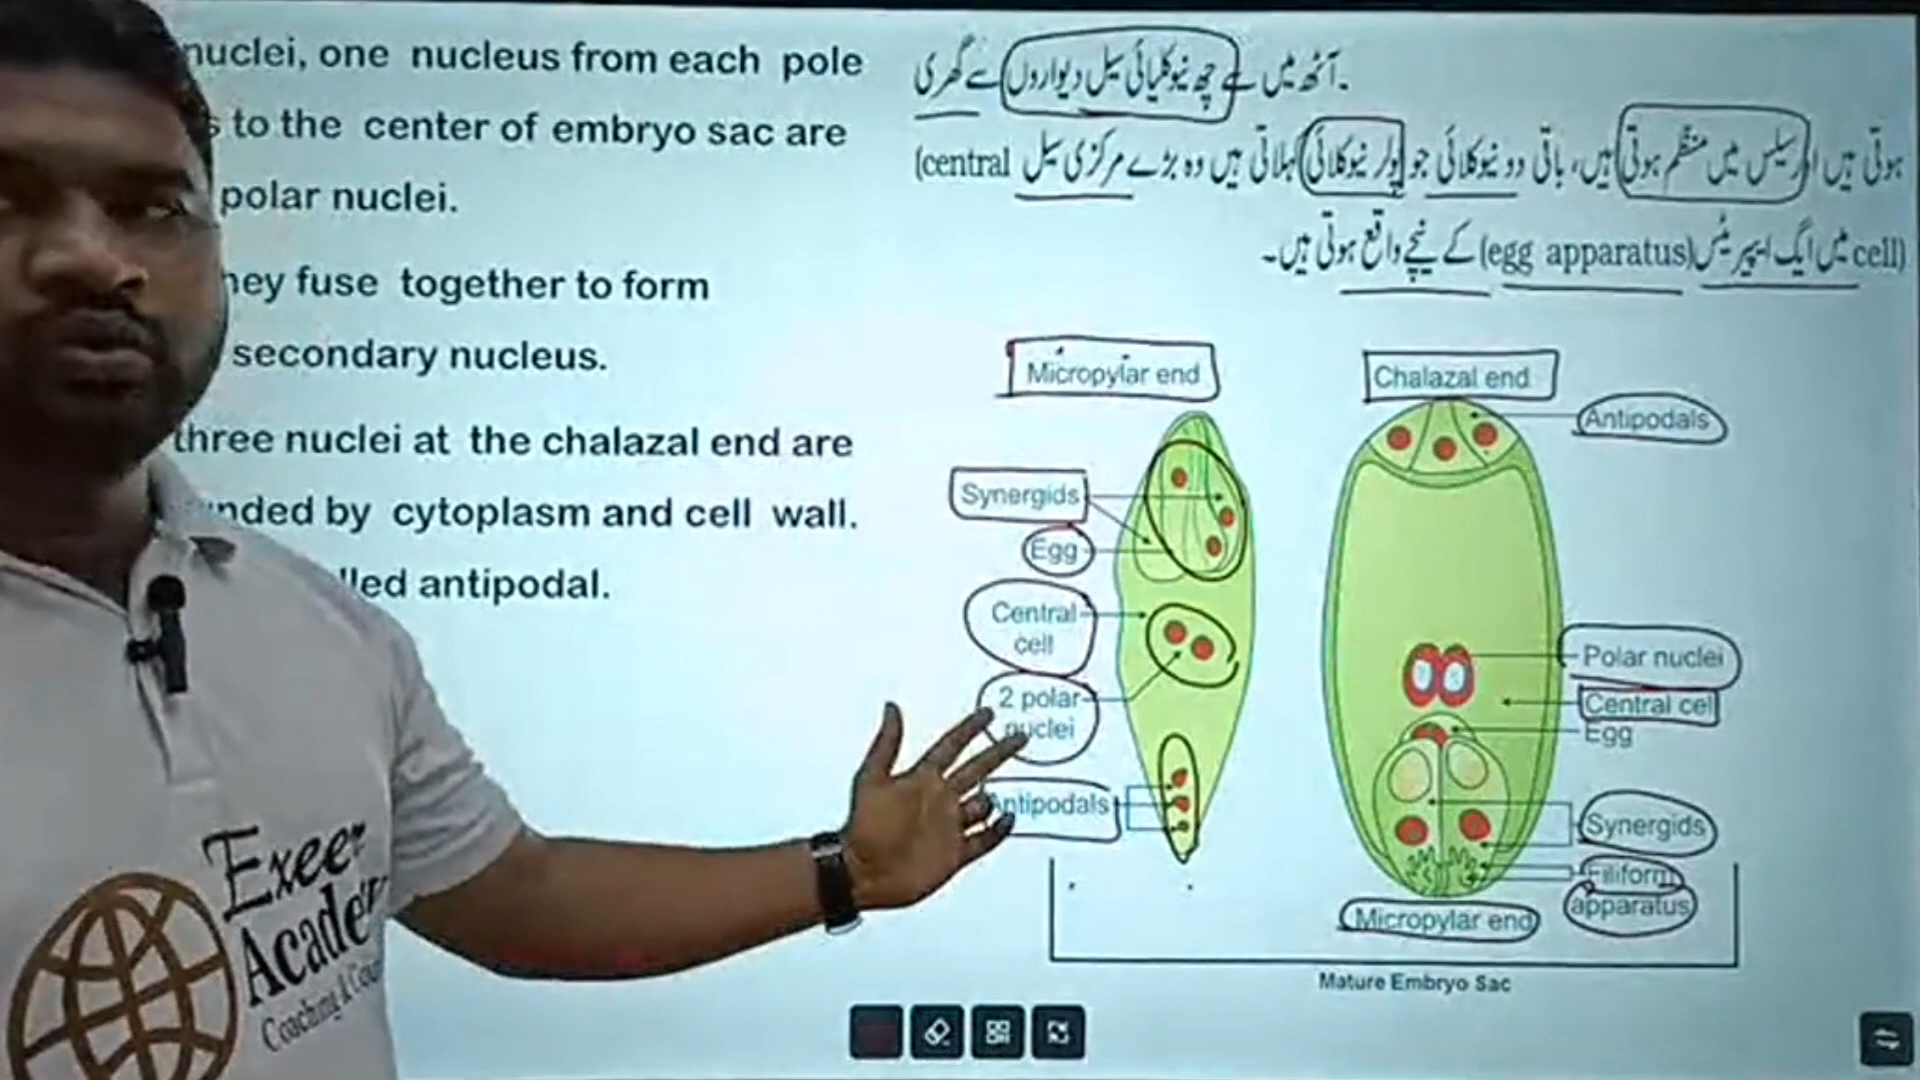 nuclei, one nucleus from each pole
to the center of embryo sac are
polar nuclei.
hey fuse together to form
secondary nucleus.
three nuclei at the chalazal end are
nded by cytoplasm and cell wall.
lled antipodal.
آٹھ میں سے چھ نیوکلیائی سیل دیواروں سے گھری
ہوتی ہیں سیلس میں منظم ہوتی ہیں، باقی دو نیوکلائی جو پولر نیوکلائی ہیں وہ بڑے مرکزی سیل (central
cell) میں ایگ اپیریٹس (egg apparatus) کے نیچے واقع ہوتی ہیں۔
Micropylar end
Synergids
Egg
Central
cell
2 polar
nuclei
Antipodals
Chalazal end
Antipodals
Polar nuclei
Central cell
Egg
Synergids
Filiform
apparatus
Micropylar end
Mature Embryo Sac
Exeer
Academ
Coaching &